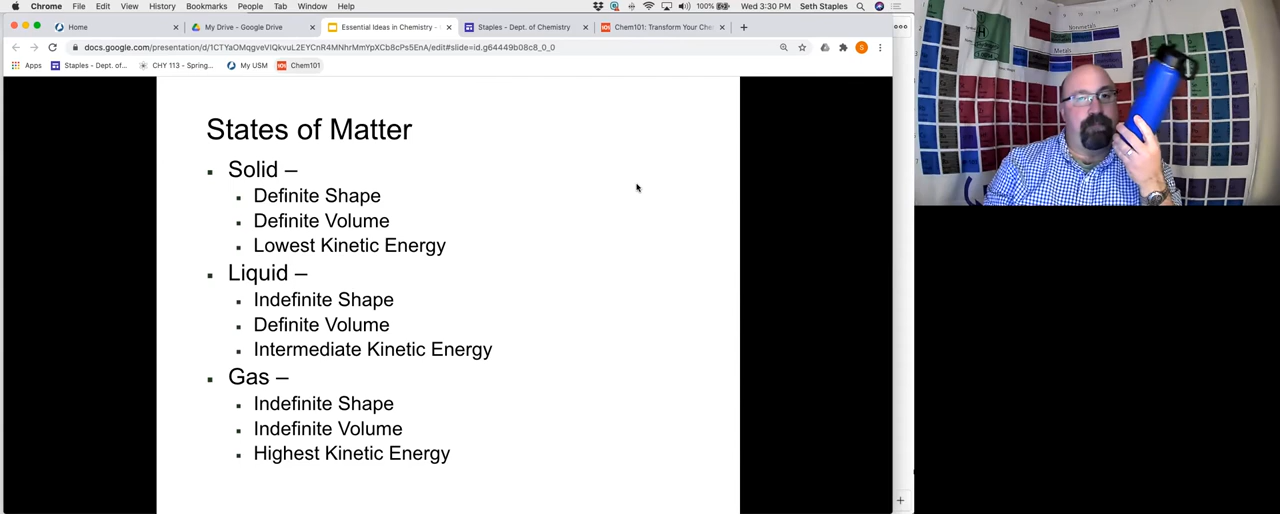 Chrome File Edit View History Bookmarks People Tab Window Help 100% Wed 3:30 PM Seth Staples
Home
My Drive - Google Drive
Essential Ideas in Chemistry -
Staples - Dept. of Chemistry
Chem101: Transform Your Che
Apps Staples - Dept. of... CHY 113 - Spring... My USM Chem101
States of Matter
Solid –
Definite Shape
Definite Volume
Lowest Kinetic Energy
Liquid –
Indefinite Shape
Definite Volume
Intermediate Kinetic Energy
Gas –
Indefinite Shape
Indefinite Volume
Highest Kinetic Energy
Nonmetals
Metals